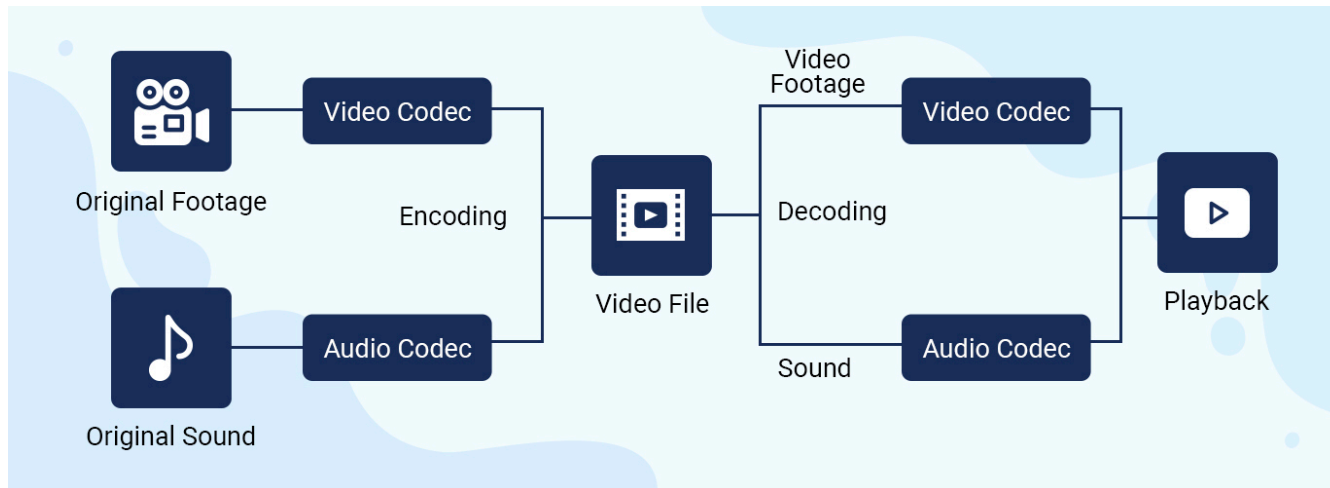 Original Footage
Video Codec
Encoding
Original Sound
Audio Codec
Video File
Video
Footage
Decoding
Sound
Video Codec
Audio Codec
Playback